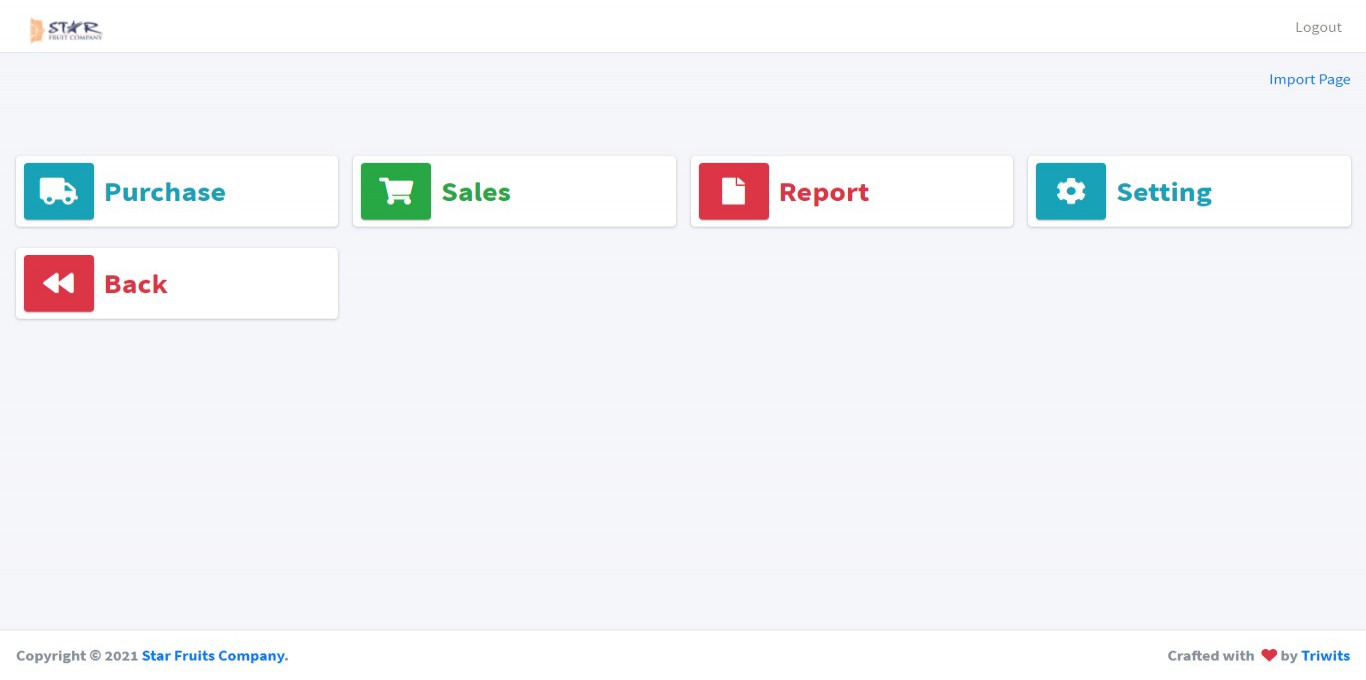 STAR
FRUIT COMPANY
Logout
Import Page
Purchase
Sales
Report
Setting
Back
Copyright © 2021 Star Fruits Company.
Crafted with ❤ by Triwits